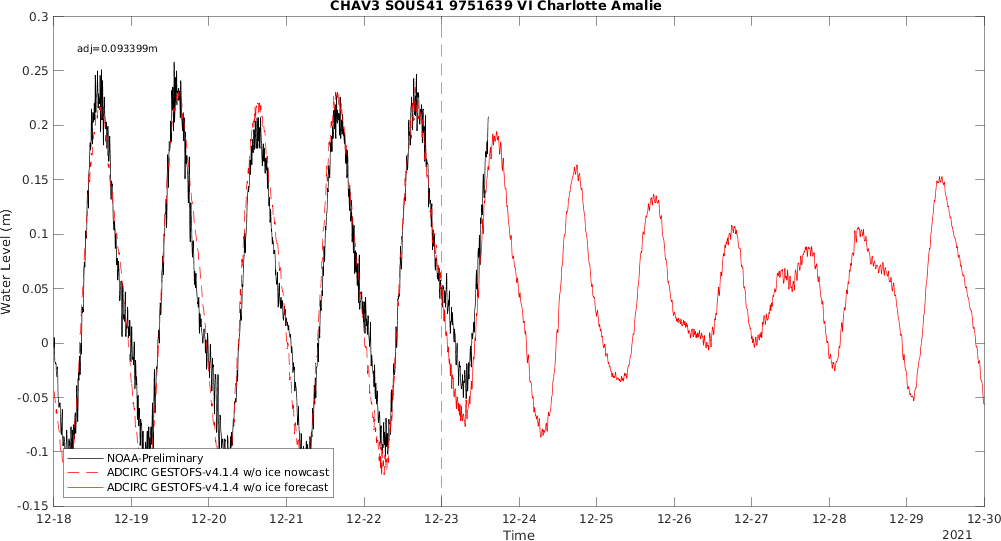 CHAV3 SOUS41 9751639 VI Charlotte Amalie
0.3
adj=0.093399m
0.25
0.2
0.15
0.1
0.05
0
-0.05
-0.1
-0.15
Water Level (m)
NOAA-Preliminary
ADCIRC GESTOFS-v4.1.4 w/o ice nowcast
ADCIRC GESTOFS-v4.1.4 w/o ice forecast
12-18 12-19 12-20 12-21 12-22 12-23 12-24 12-25 12-26 12-27 12-28 12-29 12-30
Time
2021